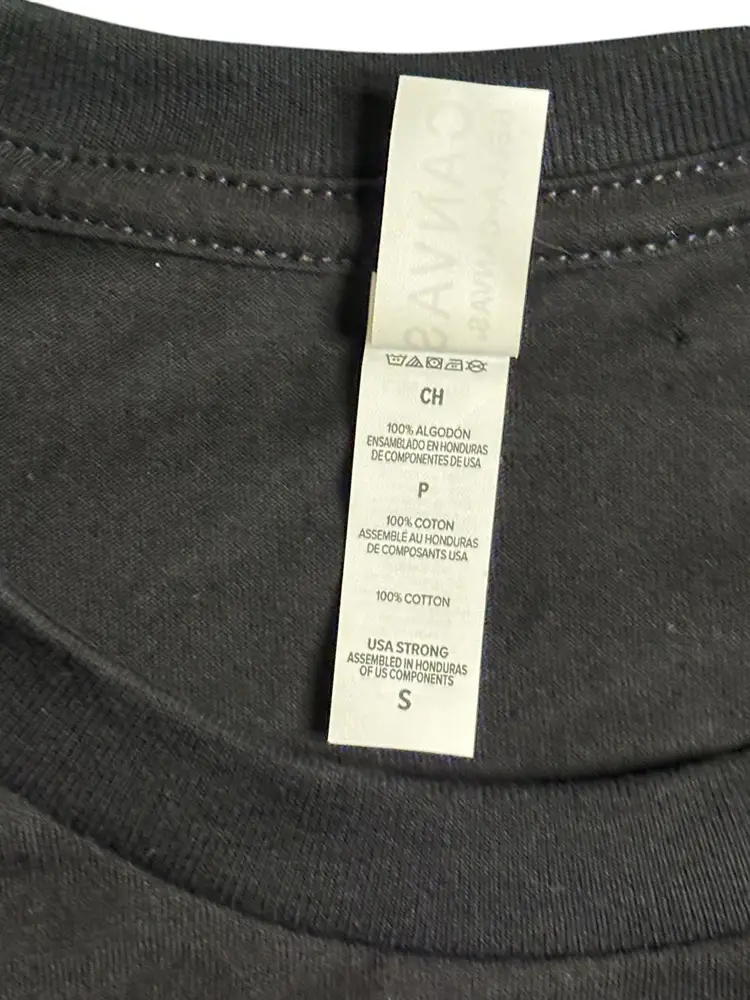 CANVAS
CH
100% ALGODÓN
ENSAMBLADO EN HONDURAS
DE COMPONENTES DE USA
P
100% COTON
ASSEMBLÉ AU HONDURAS
DE COMPOSANTS USA
100% COTTON
USA STRONG
ASSEMBLED IN HONDURAS
OF US COMPONENTS
S